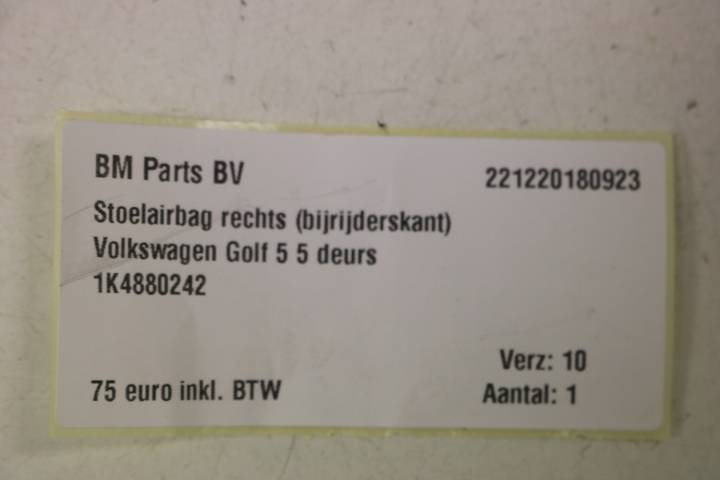 BM Parts BV 221220180923
Stoelairbag rechts (bijrijderskant)
Volkswagen Golf 5 5 deurs
1K4880242
Verz: 10
75 euro inkl. BTW Aantal: 1